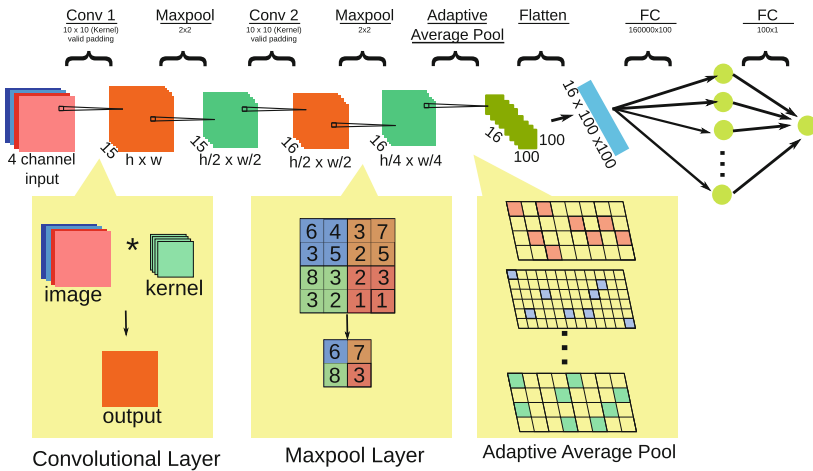 Conv 1
10 x 10 (Kernel)
valid padding
Maxpool
2x2
Conv 2
10 x 10 (Kernel)
valid padding
Maxpool
2x2
Adaptive
Average Pool
Flatten
FC
160000x100
FC
100x1
4 channel
input
15
h x w
15
h/2 x w/2
16
h/2 x w/2
16
h/4 x w/4
16
100
100
16 x 100 x100
image
*
kernel
output
Convolutional Layer
6 4 3 7
3 5 2 5
8 3 2 3
3 2 1 1
6 7
8 3
Maxpool Layer
Adaptive Average Pool